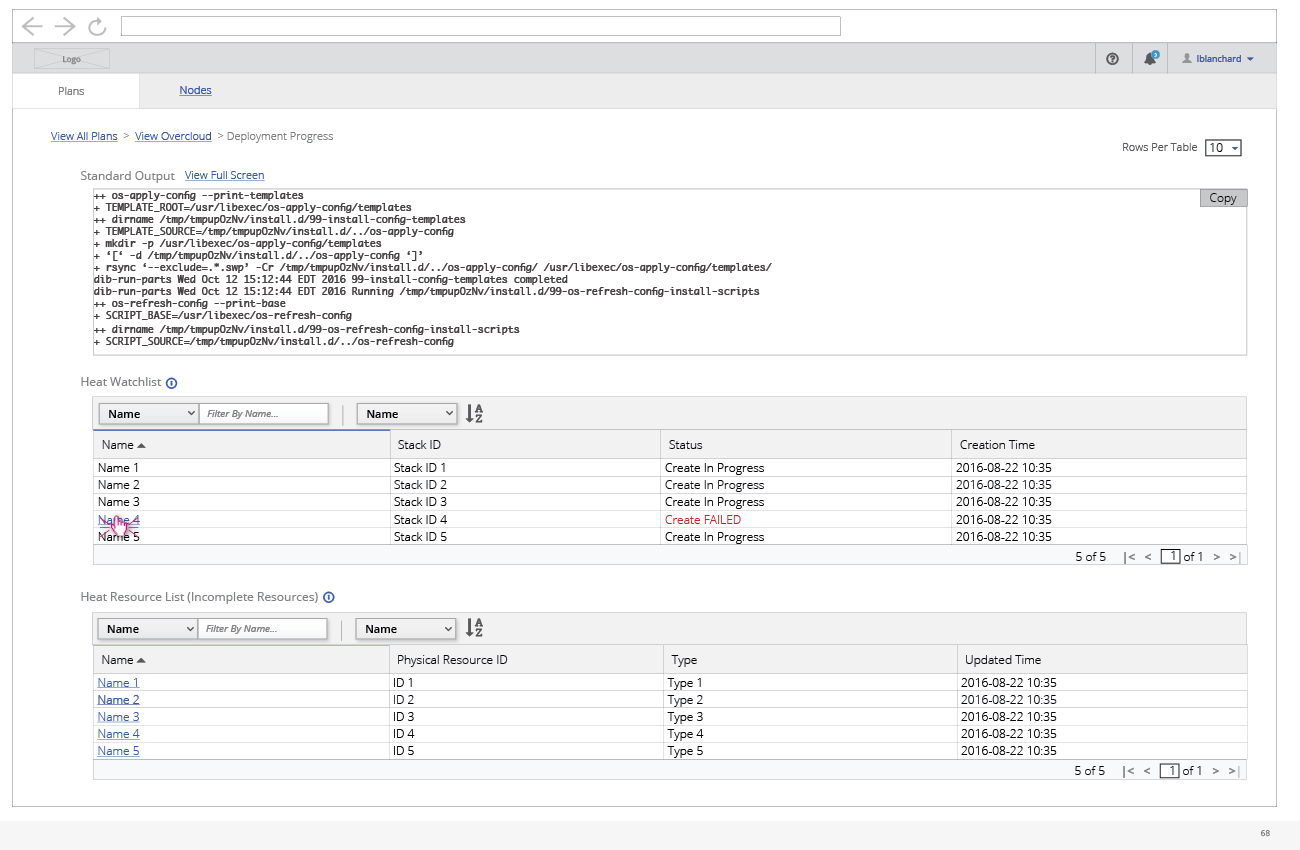 Logo
3
lblanchard
Plans
Nodes
View All Plans > View Overcloud > Deployment Progress
Rows Per Table 10
Standard Output View Full Screen
Copy
++ os-apply-config --print-templates
+ TEMPLATE_ROOT=/usr/libexec/os-apply-config/templates
++ dirname /tmp/tmpupOzNv/install.d/99-install-config-templates
+ TEMPLATE_SOURCE=/tmp/tmpupOzNv/install.d/../os-apply-config
+ mkdir -p /usr/libexec/os-apply-config/templates
+ ‘[‘ -d /tmp/tmpupOzNv/install.d/../os-apply-config ‘]’
+ rsync ‘--exclude=.*.swp’ -Cr /tmp/tmpupOzNv/install.d/../os-apply-config/ /usr/libexec/os-apply-config/templates/
dib-run-parts Wed Oct 12 15:12:44 EDT 2016 99-install-config-templates completed
dib-run-parts Wed Oct 12 15:12:44 EDT 2016 Running /tmp/tmpupOzNv/install.d/99-os-refresh-config-install-scripts
++ os-refresh-config --print-base
+ SCRIPT_BASE=/usr/libexec/os-refresh-config
++ dirname /tmp/tmpupOzNv/install.d/99-os-refresh-config-install-scripts
+ SCRIPT_SOURCE=/tmp/tmpupOzNv/install.d/../os-refresh-config
Heat Watchlist
Name Filter By Name... Name A Z
Name Stack ID Status Creation Time
Name 1 Stack ID 1 Create In Progress 2016-08-22 10:35
Name 2 Stack ID 2 Create In Progress 2016-08-22 10:35
Name 3 Stack ID 3 Create In Progress 2016-08-22 10:35
Name 4 Stack ID 4 Create FAILED 2016-08-22 10:35
Name 5 Stack ID 5 Create In Progress 2016-08-22 10:35
5 of 5 |< < 1 of 1 > >|
Heat Resource List (Incomplete Resources)
Name Filter By Name... Name A Z
Name Physical Resource ID Type Updated Time
Name 1 ID 1 Type 1 2016-08-22 10:35
Name 2 ID 2 Type 2 2016-08-22 10:35
Name 3 ID 3 Type 3 2016-08-22 10:35
Name 4 ID 4 Type 4 2016-08-22 10:35
Name 5 ID 5 Type 5 2016-08-22 10:35
5 of 5 |< < 1 of 1 > >|
68